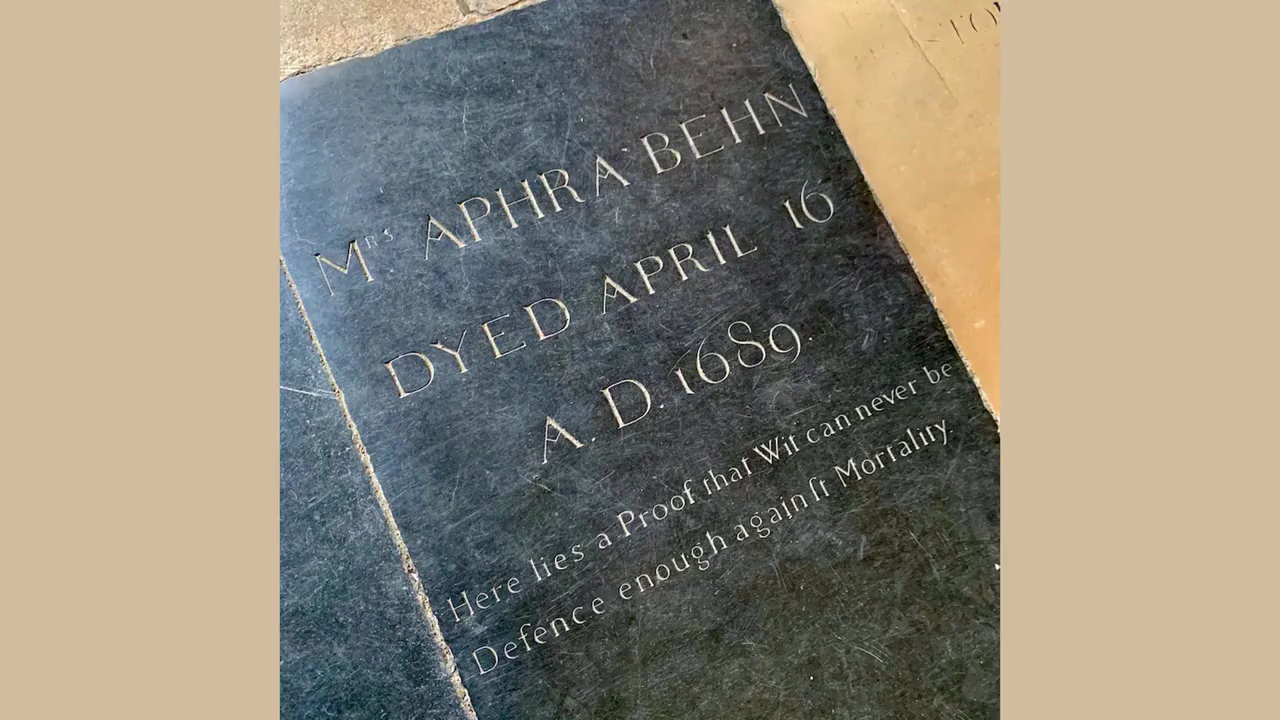 Mrs APHRA BEHN
DYED APRIL 16
A. D. 1689.
Here lies a Proof that Wit can never be
Defence enough againſt Mortality.